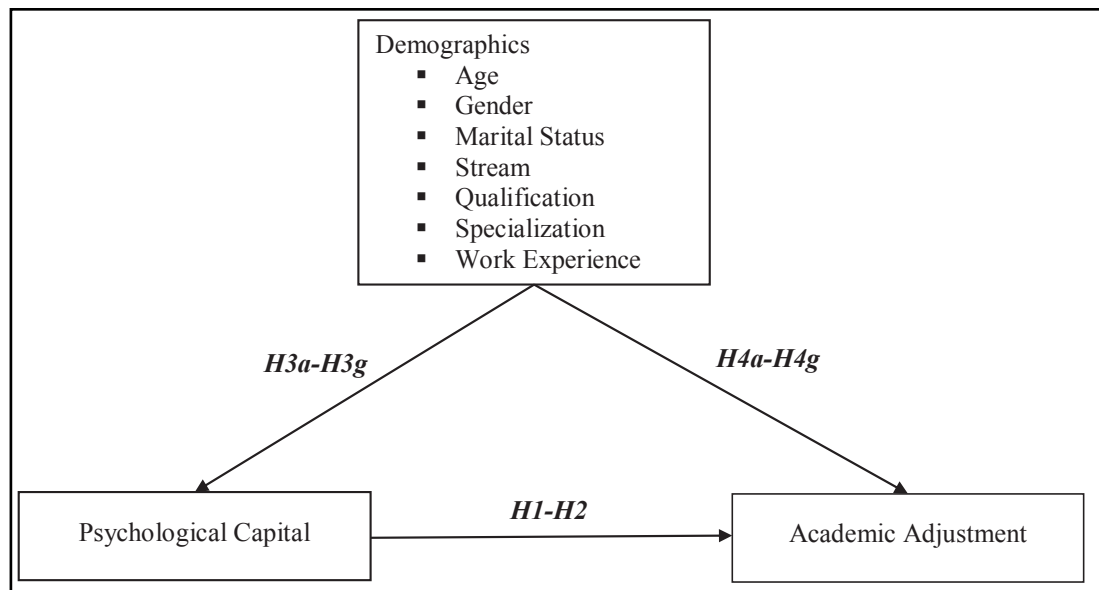 Demographics
▪ Age
▪ Gender
▪ Marital Status
▪ Stream
▪ Qualification
▪ Specialization
▪ Work Experience
H3a-H3g
H4a-H4g
H1-H2
Psychological Capital
Academic Adjustment